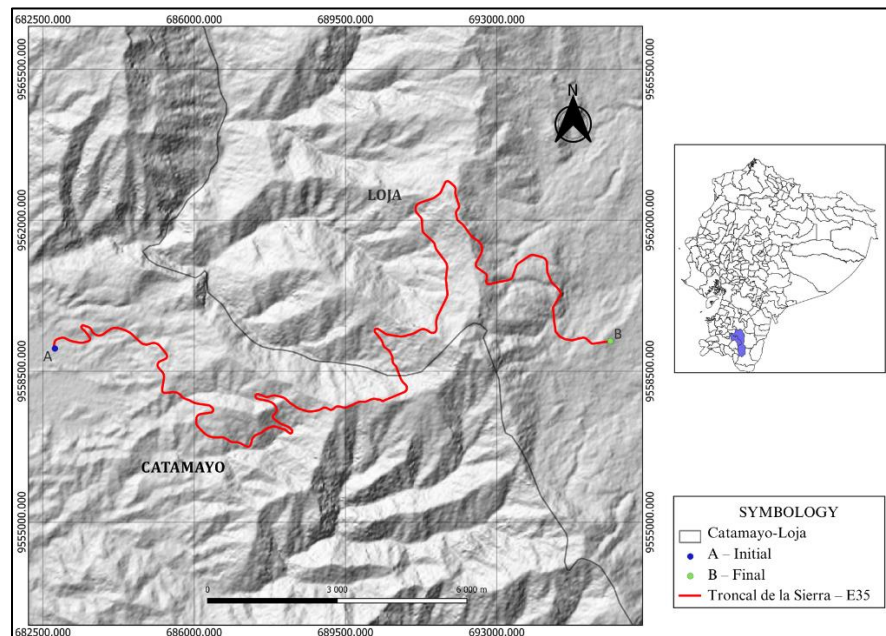 682500.000 686000.000 689500.000 693000.000
9565500.000 9565500.000
N
LOJA
9562000.000 9562000.000
A
B
9558500.000 9558500.000
CATAMAYO
9555000.000 9555000.000
0 3 000 6 000 m
682500.000 686000.000 689500.000 693000.000
SYMBOLOGY
Catamayo-Loja
A – Initial
B – Final
Troncal de la Sierra – E35